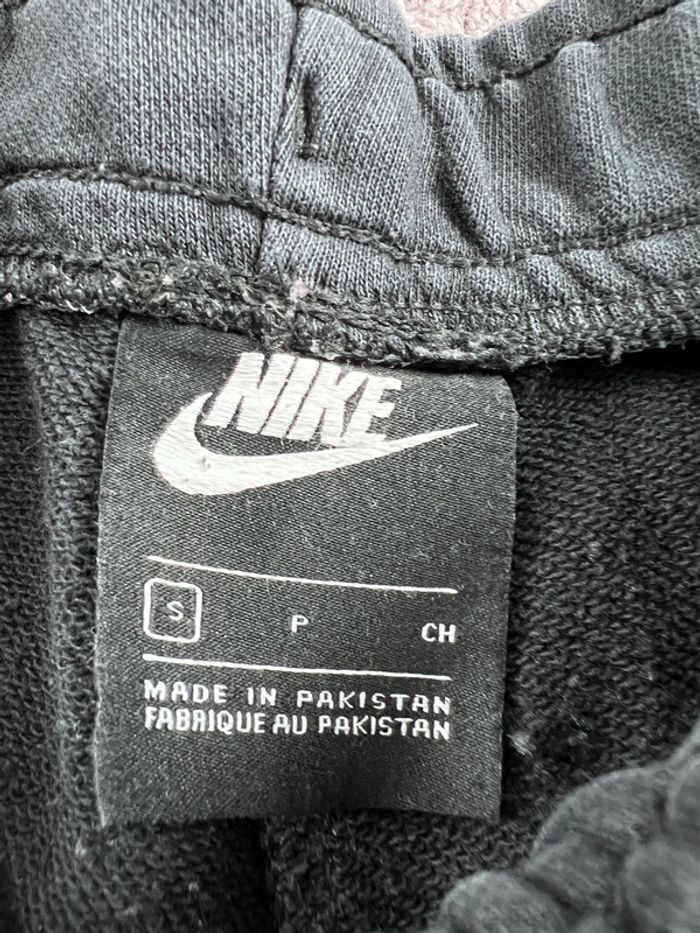 NIKE
S P CH
MADE IN PAKISTAN
FABRIQUE AU PAKISTAN